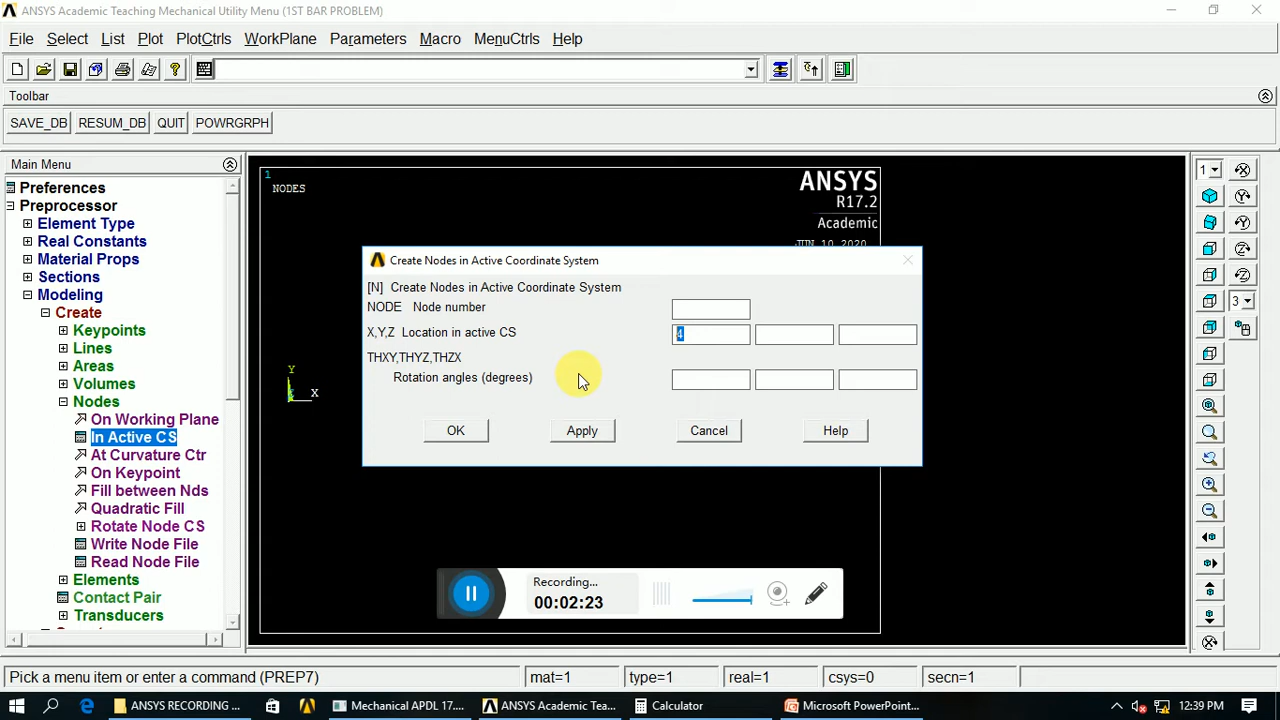 ANSYS Academic Teaching Mechanical Utility Menu (1ST BAR PROBLEM)
File Select List Plot PlotCtrls WorkPlane Parameters Macro MenuCtrls Help
Toolbar
SAVE_DB RESUM_DB QUIT POWRGRPH
Main Menu
Preferences
Preprocessor
Element Type
Real Constants
Material Props
Sections
Modeling
Create
Keypoints
Lines
Areas
Volumes
Nodes
On Working Plane
In Active CS
At Curvature Ctr
On Keypoint
Fill between Nds
Quadratic Fill
Rotate Node CS
Write Node File
Read Node File
Elements
Contact Pair
Transducers
1
NODES
ANSYS
R17.2
Academic
JUN 10 2020
Y
X
Create Nodes in Active Coordinate System
[N] Create Nodes in Active Coordinate System
NODE Node number
X,Y,Z Location in active CS 4
THXY,THYZ,THZX
Rotation angles (degrees)
OK Apply Cancel Help
Recording...
00:02:23
1
3
Pick a menu item or enter a command (PREP7) mat=1 type=1 real=1 csys=0 secn=1
ANSYS RECORDING ... Mechanical APDL 17.... ANSYS Academic Tea... Calculator Microsoft PowerPoint... 12:39 PM